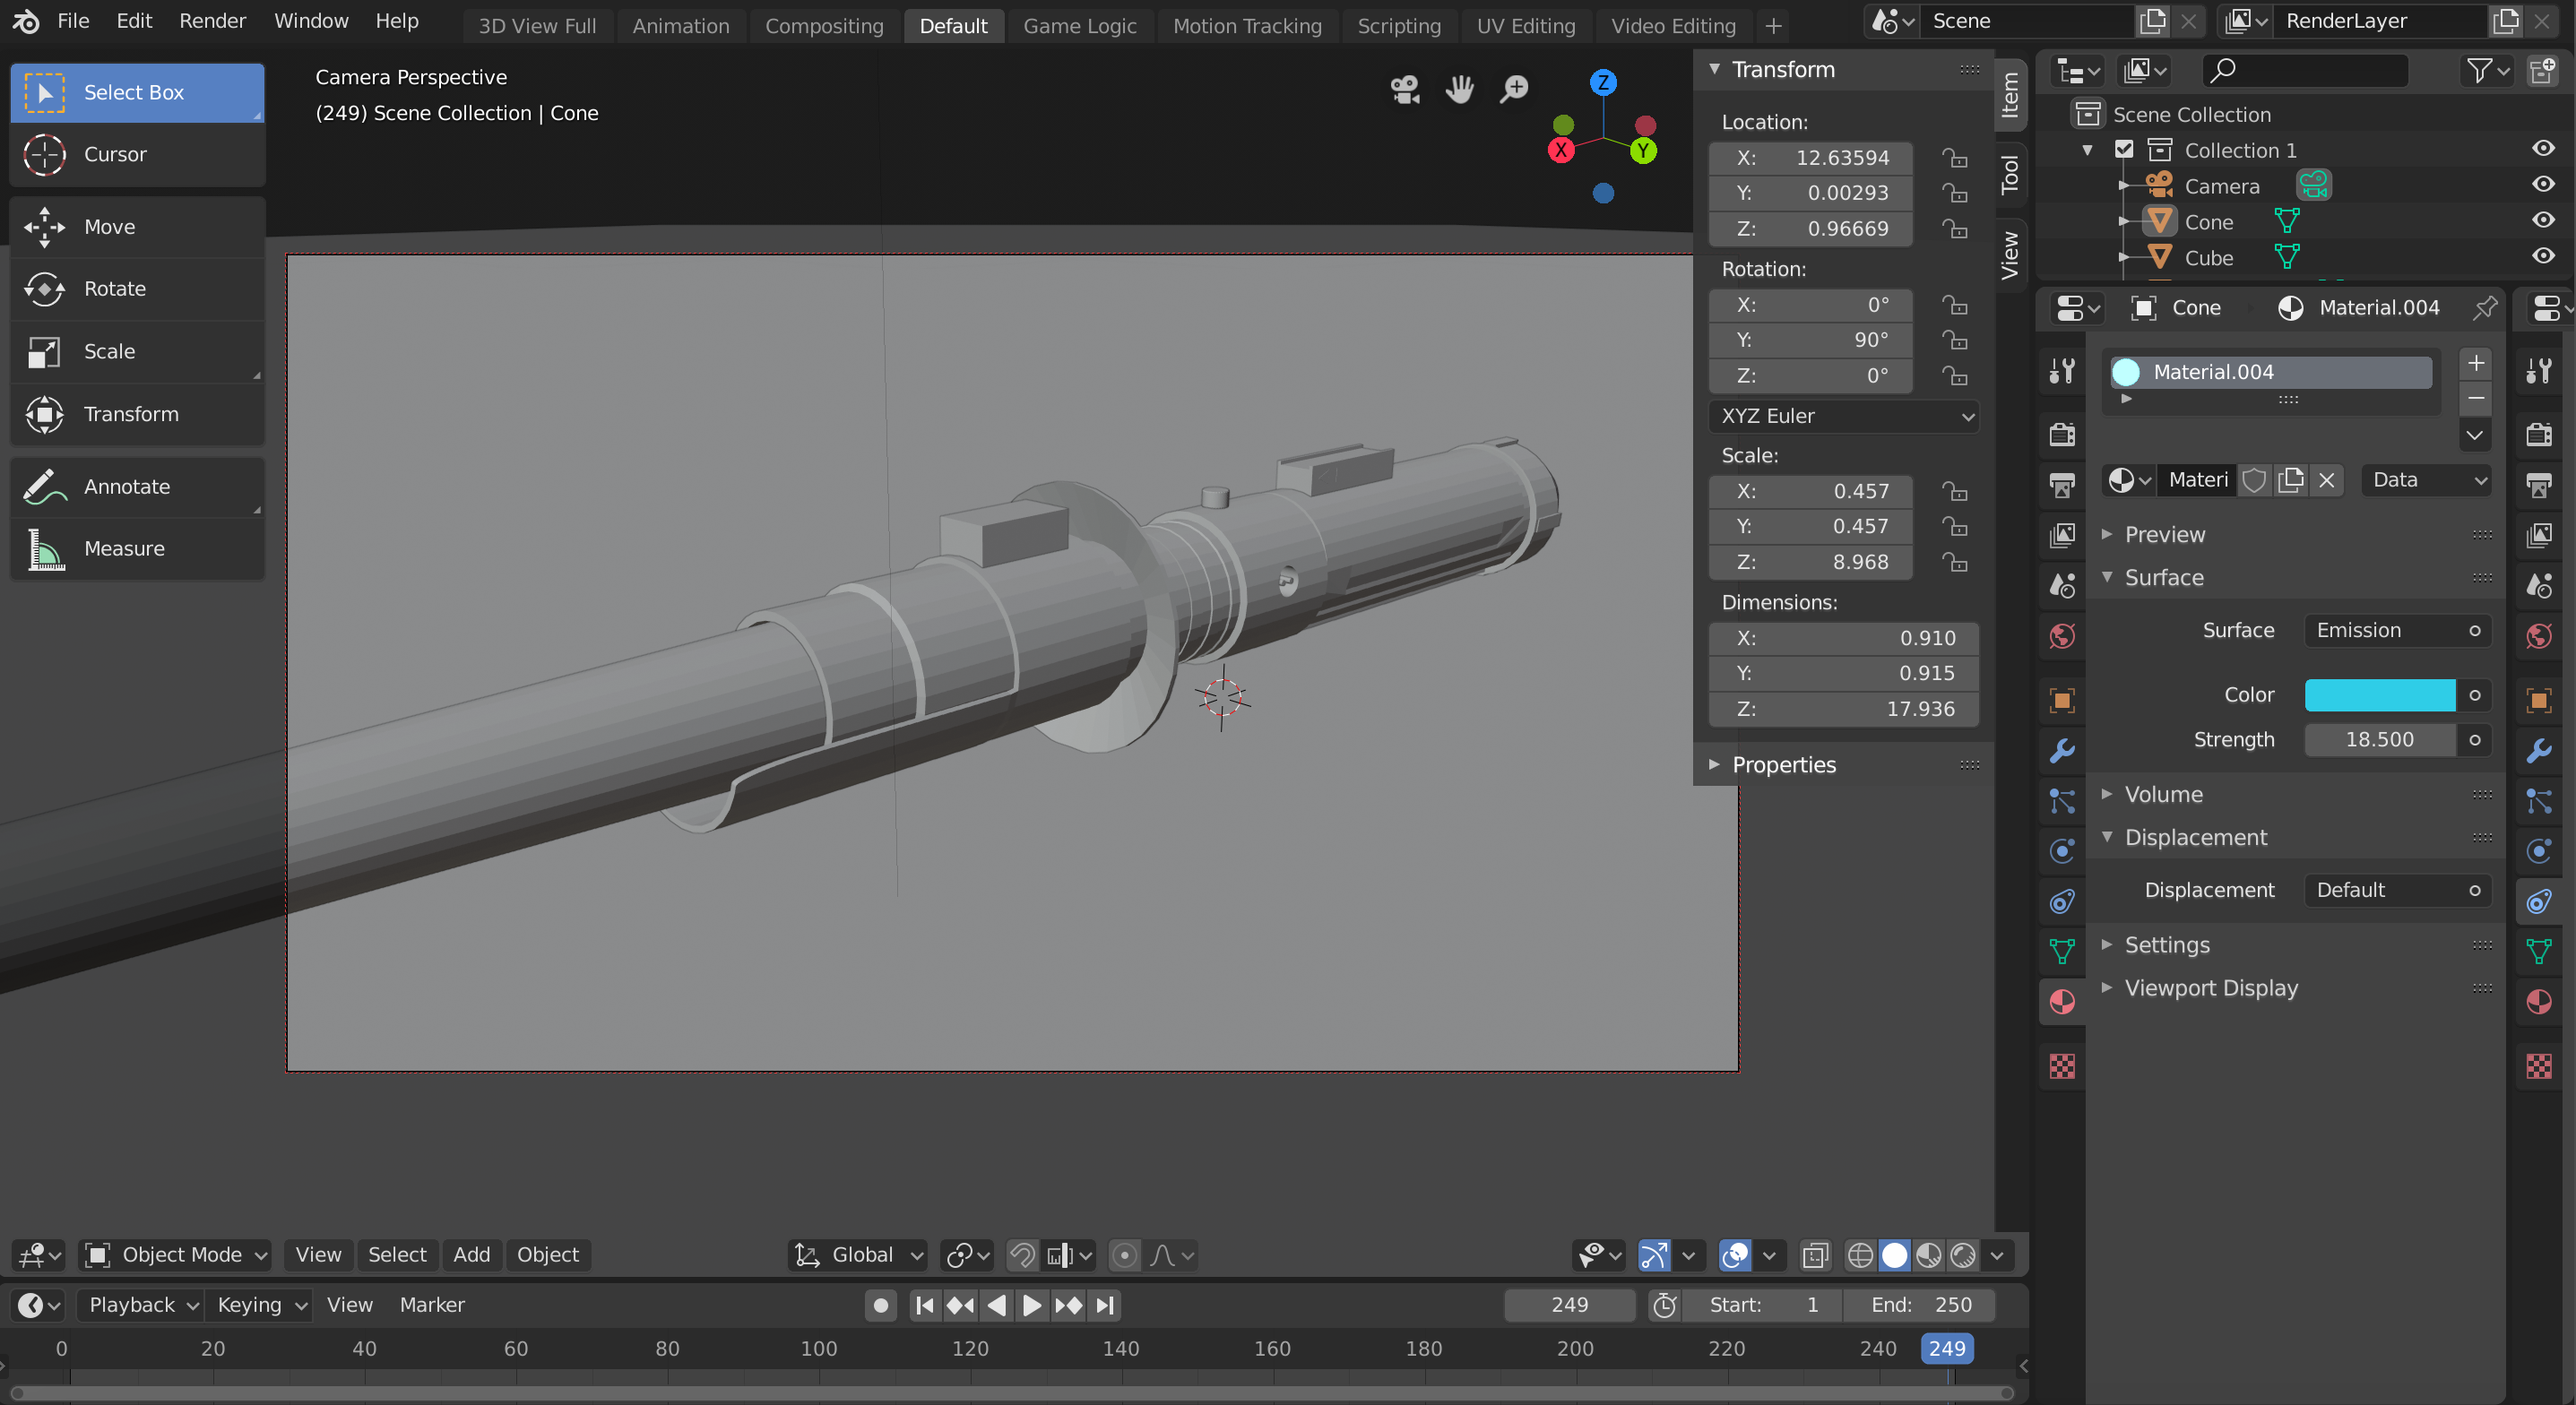 File Edit Render Window Help 3D View Full Animation Compositing Default Game Logic Motion Tracking Scripting UV Editing Video Editing + Scene RenderLayer
Select Box
Cursor
Move
Rotate
Scale
Transform
Annotate
Measure
Camera Perspective
(249) Scene Collection | Cone
Z
X Y
Transform
Location:
X: 12.63594
Y: 0.00293
Z: 0.96669
Rotation:
X: 0°
Y: 90°
Z: 0°
XYZ Euler
Scale:
X: 0.457
Y: 0.457
Z: 8.968
Dimensions:
X: 0.910
Y: 0.915
Z: 17.936
Properties
Item
Tool
View
Scene Collection
Collection 1
Camera
Cone
Cube
Cone Material.004
Material.004
Materi Data
Preview
Surface
Surface Emission
Color
Strength 18.500
Volume
Displacement
Displacement Default
Settings
Viewport Display
Object Mode View Select Add Object Global
Playback Keying View Marker 249 Start: 1 End: 250
0 20 40 60 80 100 120 140 160 180 200 220 240 249